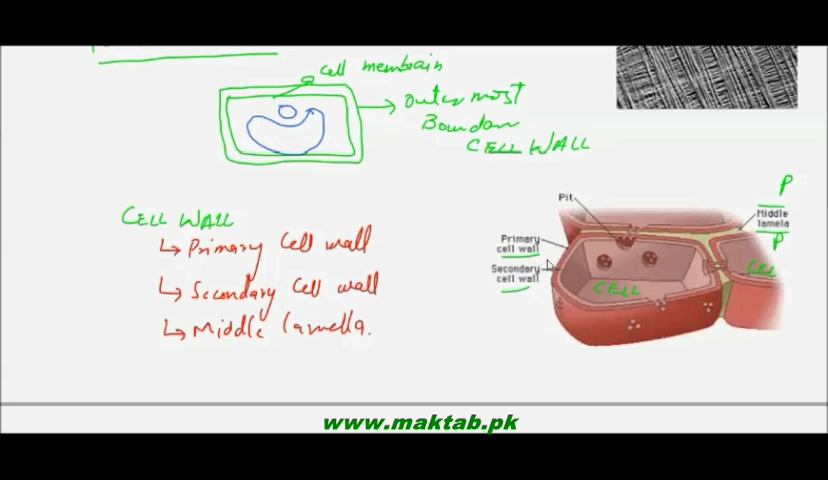 cell membrain
outer most
Boundary
CELL WALL
CELL WALL
↳ Primary cell wall
↳ Secondary cell wall
↳ Middle lamella.
P
Pit
Middle
lamela
P
Primary
cell wall
Secondary
cell wall
CELL
CEL
www.maktab.pk